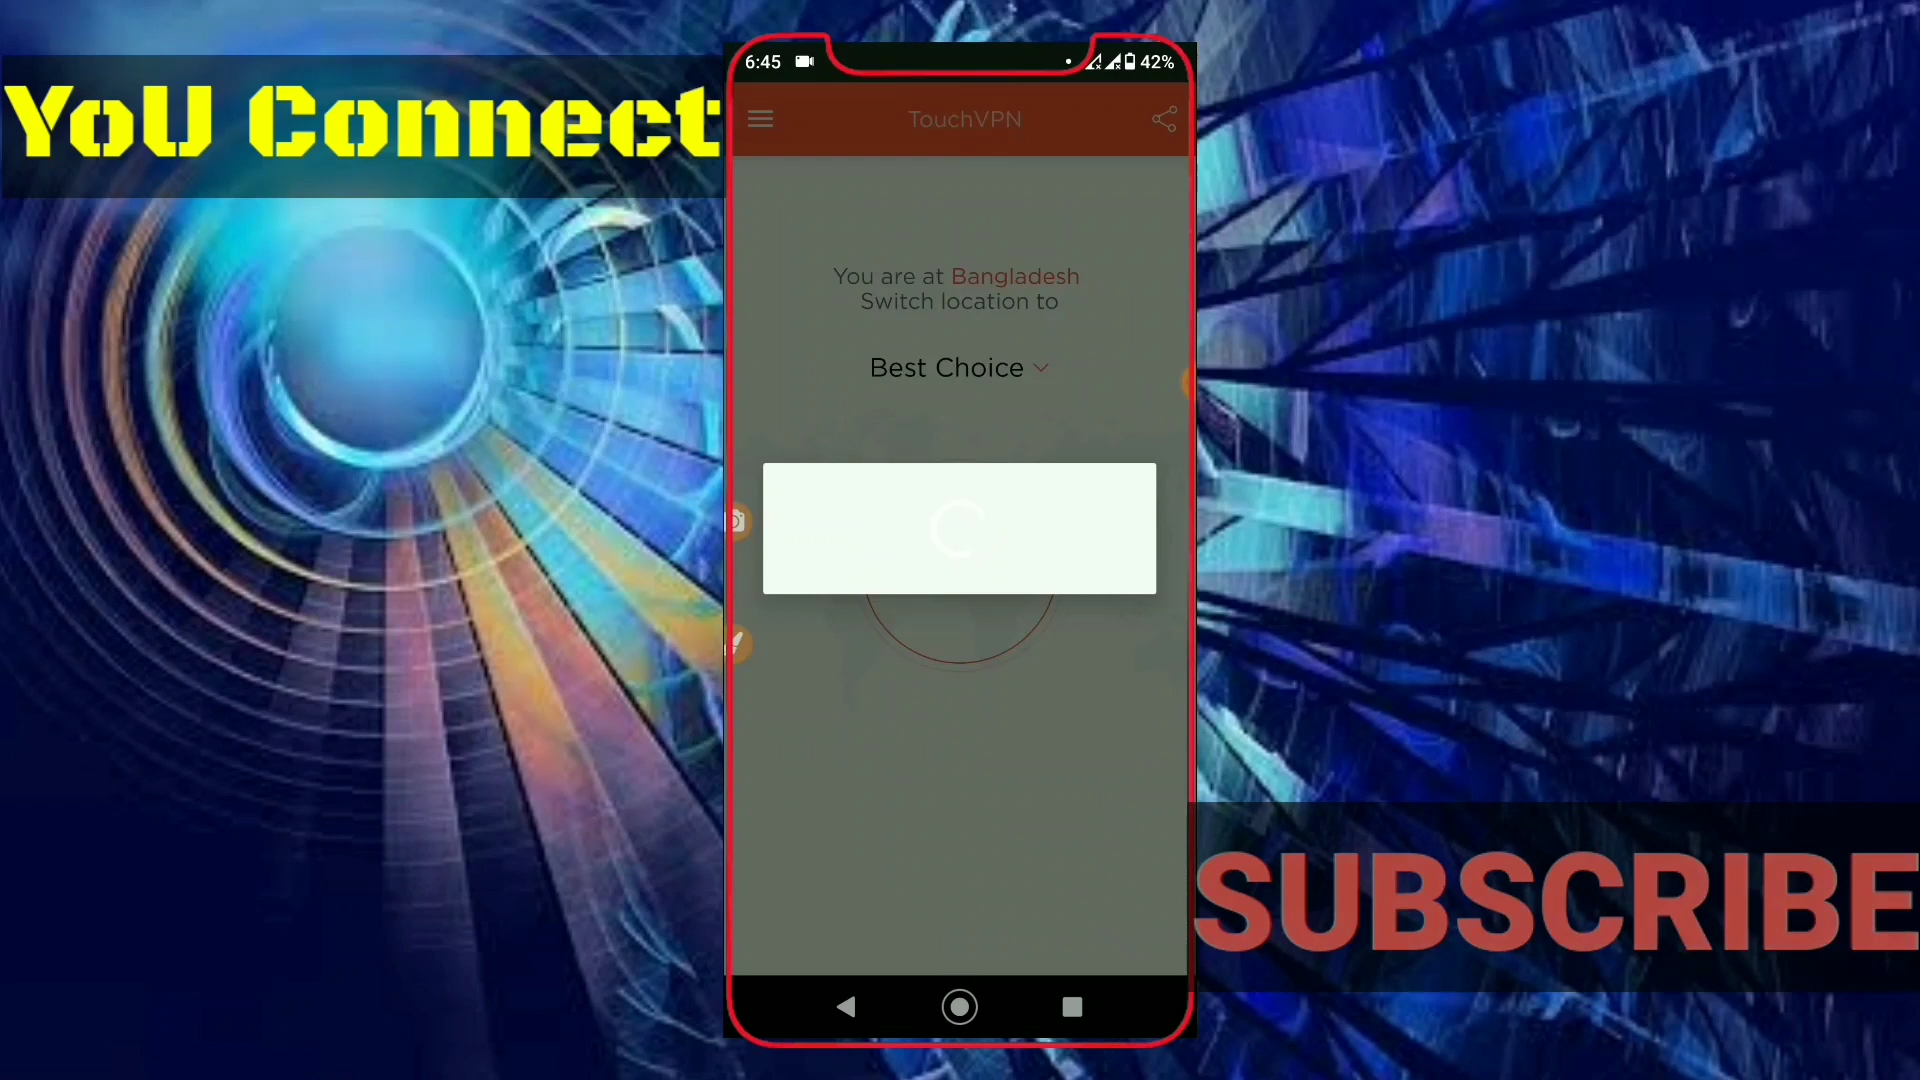 YoU Connect
6:45
42%
TouchVPN
You are at Bangladesh
Switch location to
Best Choice
SUBSCRIBE